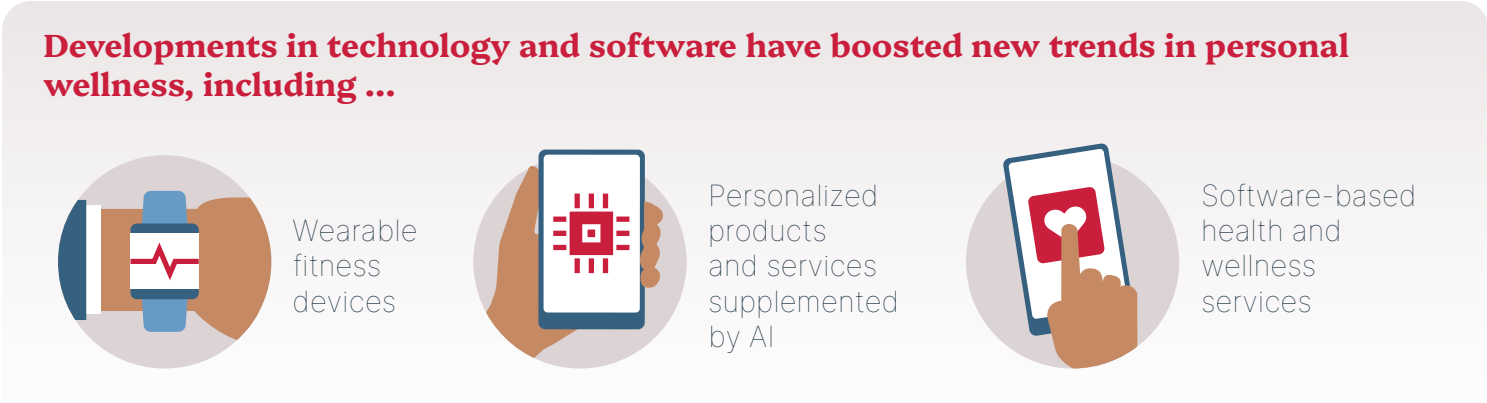 Developments in technology and software have boosted new trends in personal
wellness, including ...
Wearable
fitness
devices
Personalized
products
and services
supplemented
by AI
Software-based
health and
wellness
services